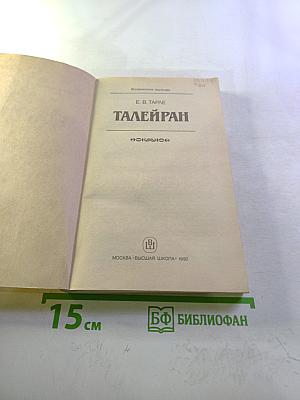 Е. В. ТАРЛЕ
ТАЛЕЙРАН
МОСКВА «ВЫСШАЯ ШКОЛА» 1992
15 см
БФ БИБЛИОФАН